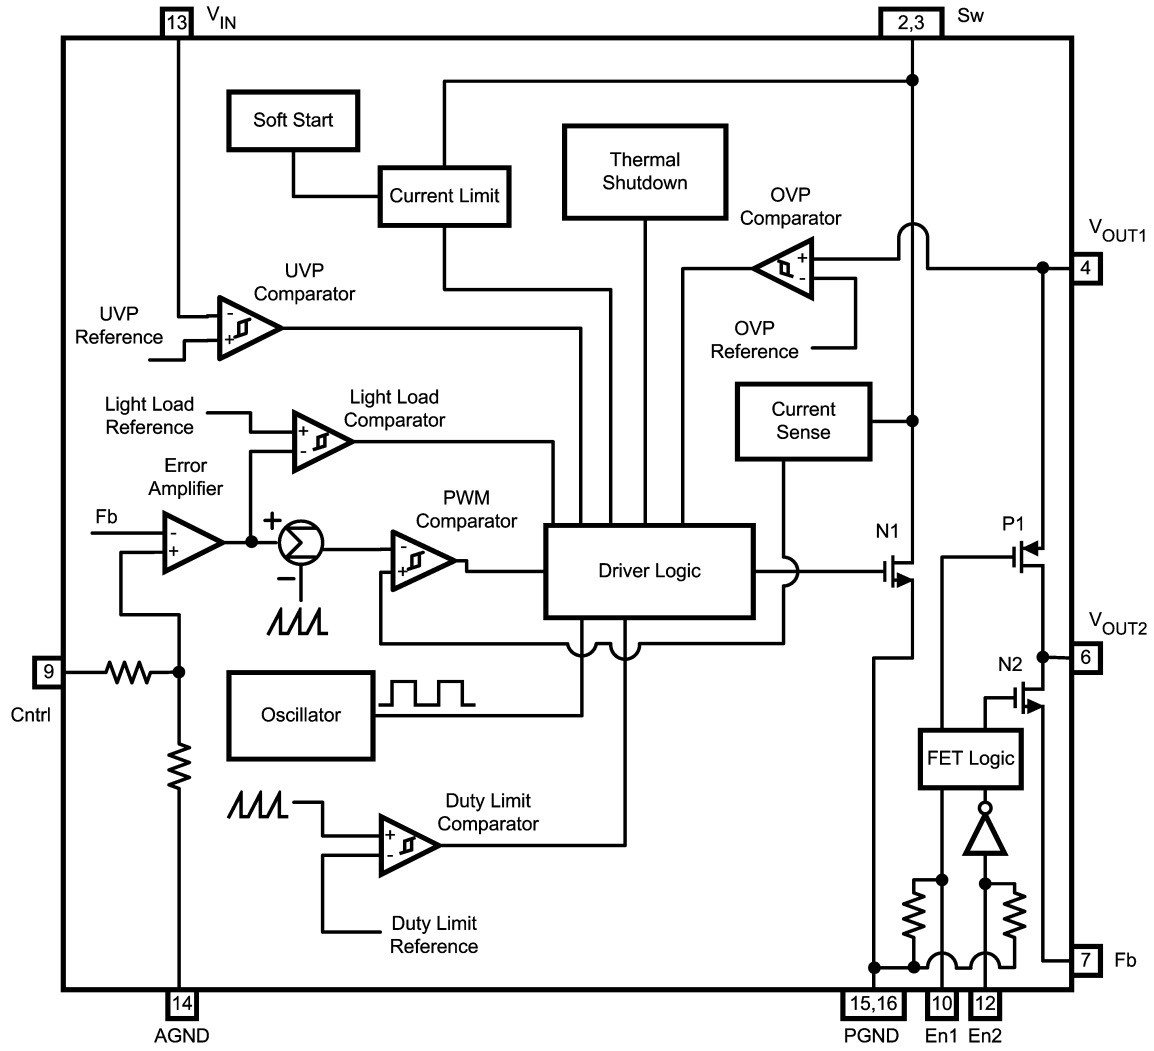 13 VIN
2,3 Sw
Soft Start
Thermal
Shutdown
Current Limit
OVP
Comparator
+
-
VOUT1
4
UVP
Comparator
UVP
Reference
-
+
OVP
Reference
Light Load
Reference
Light Load
Comparator
+
-
Current
Sense
Error
Amplifier
Fb
-
+
+
Σ
−
PWM
Comparator
-
+
Driver Logic
N1
P1
VOUT2
6
N2
9
Cntrl
Oscillator
FET Logic
Duty Limit
Comparator
+
-
Duty Limit
Reference
7 Fb
14
AGND
15,16
PGND
10
En1
12
En2